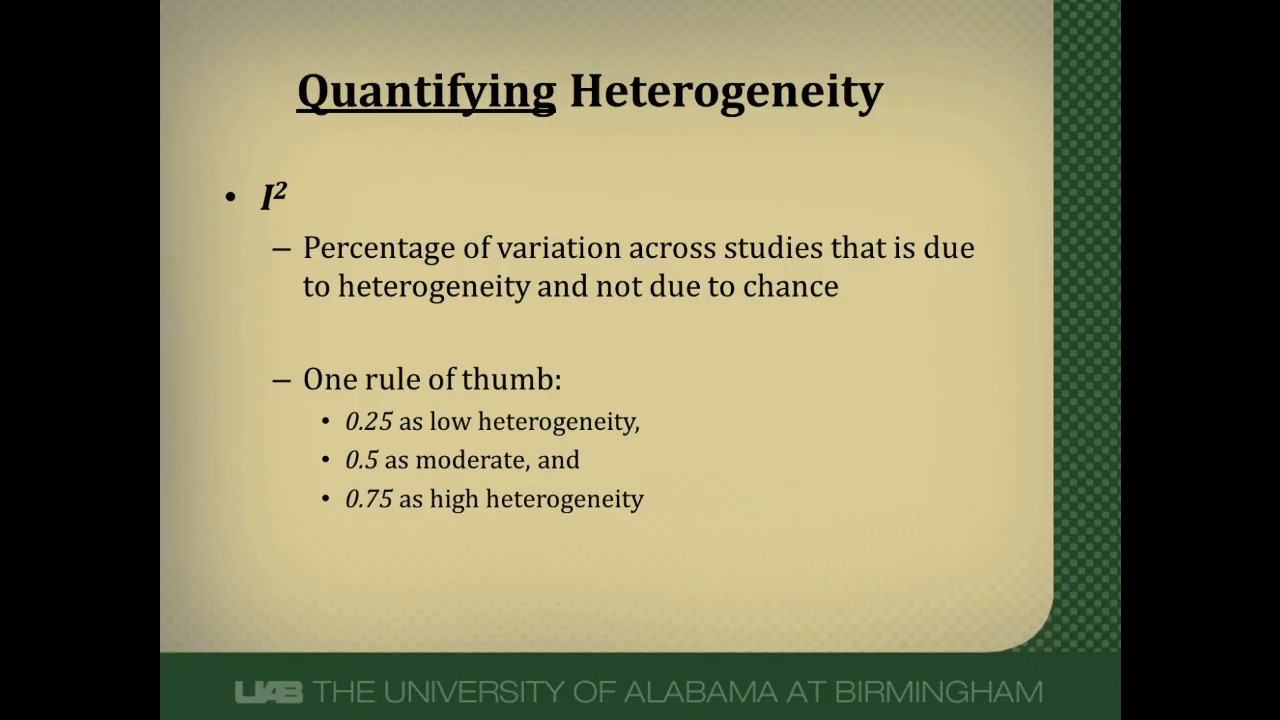 Quantifying Heterogeneity
• I²
– Percentage of variation across studies that is due
to heterogeneity and not due to chance
– One rule of thumb:
• 0.25 as low heterogeneity,
• 0.5 as moderate, and
• 0.75 as high heterogeneity
UAB THE UNIVERSITY OF ALABAMA AT BIRMINGHAM